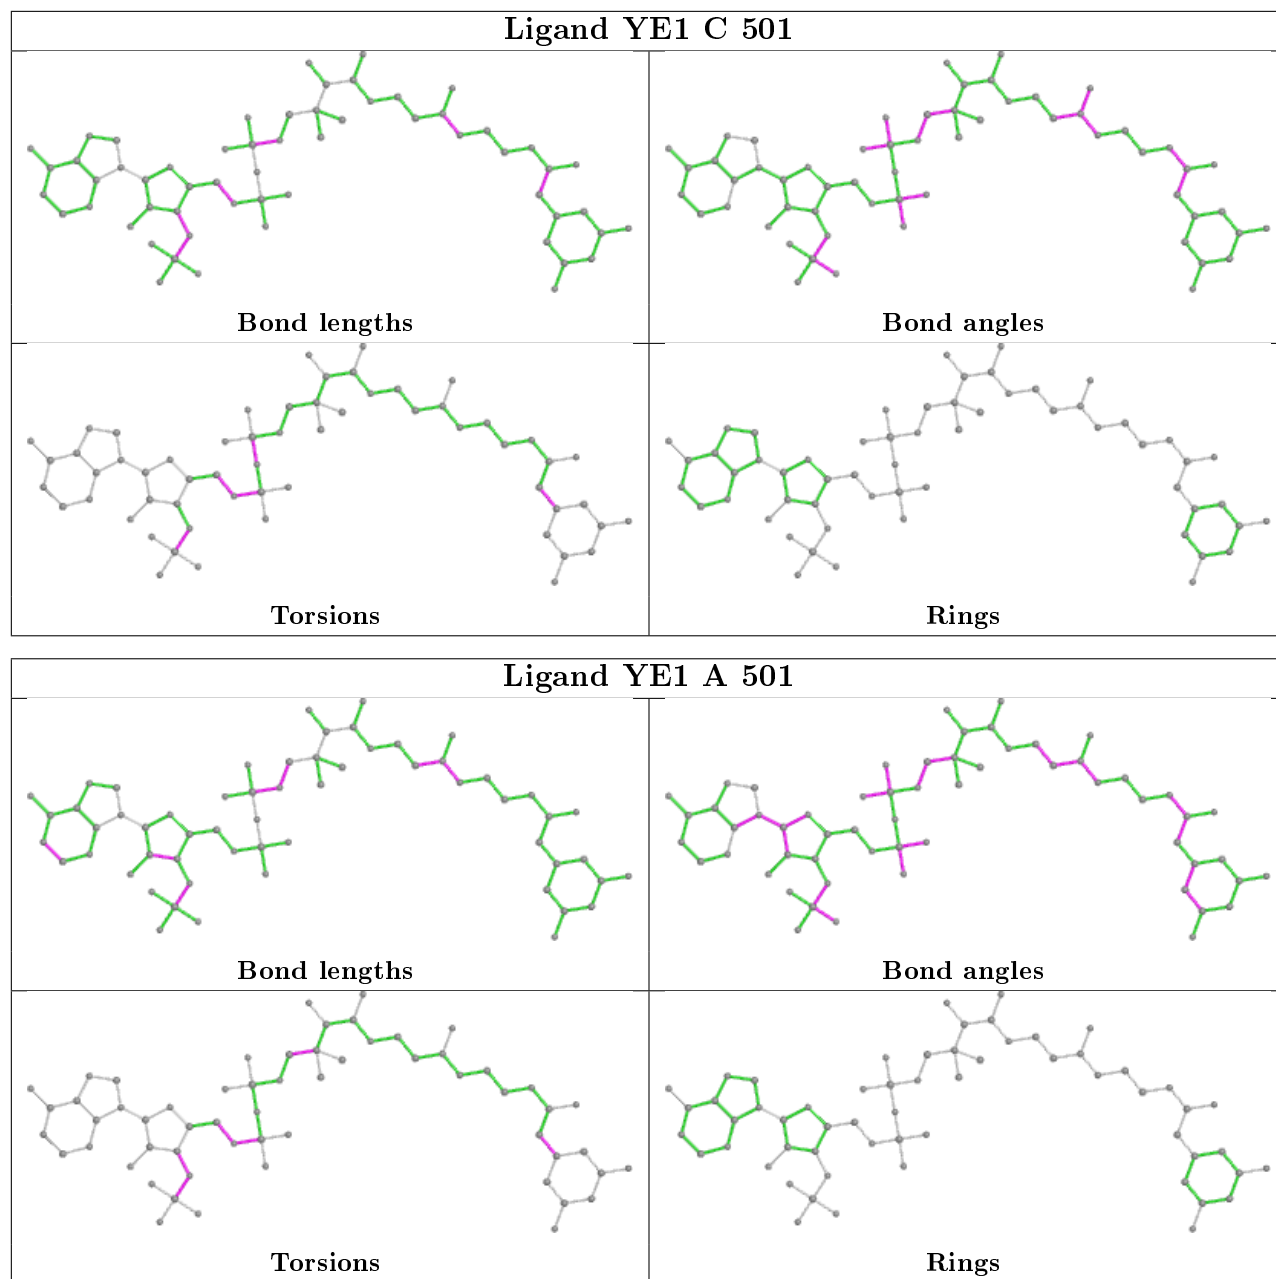 Ligand YE1 C 501
Bond lengths
Bond angles
Torsions
Rings
Ligand YE1 A 501
Bond lengths
Bond angles
Torsions
Rings